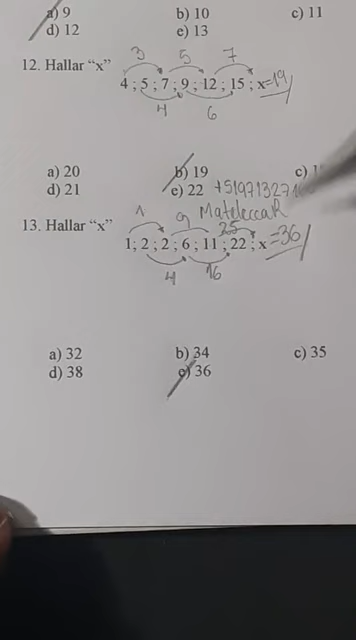 a) 9 b) 10 c) 11
d) 12 e) 13
12. Hallar “x”
3 5 7
4 ; 5 ; 7 ; 9 ; 12 ; 15 ; x=19
4 6
a) 20 b) 19 c)
d) 21 e) 22 +519713271
Mateleccar
13. Hallar “x”
1 9 25
1; 2 ; 2 ; 6 ; 11 ; 22 ; x=36
4 16
a) 32 b) 34 c) 35
d) 38 e) 36